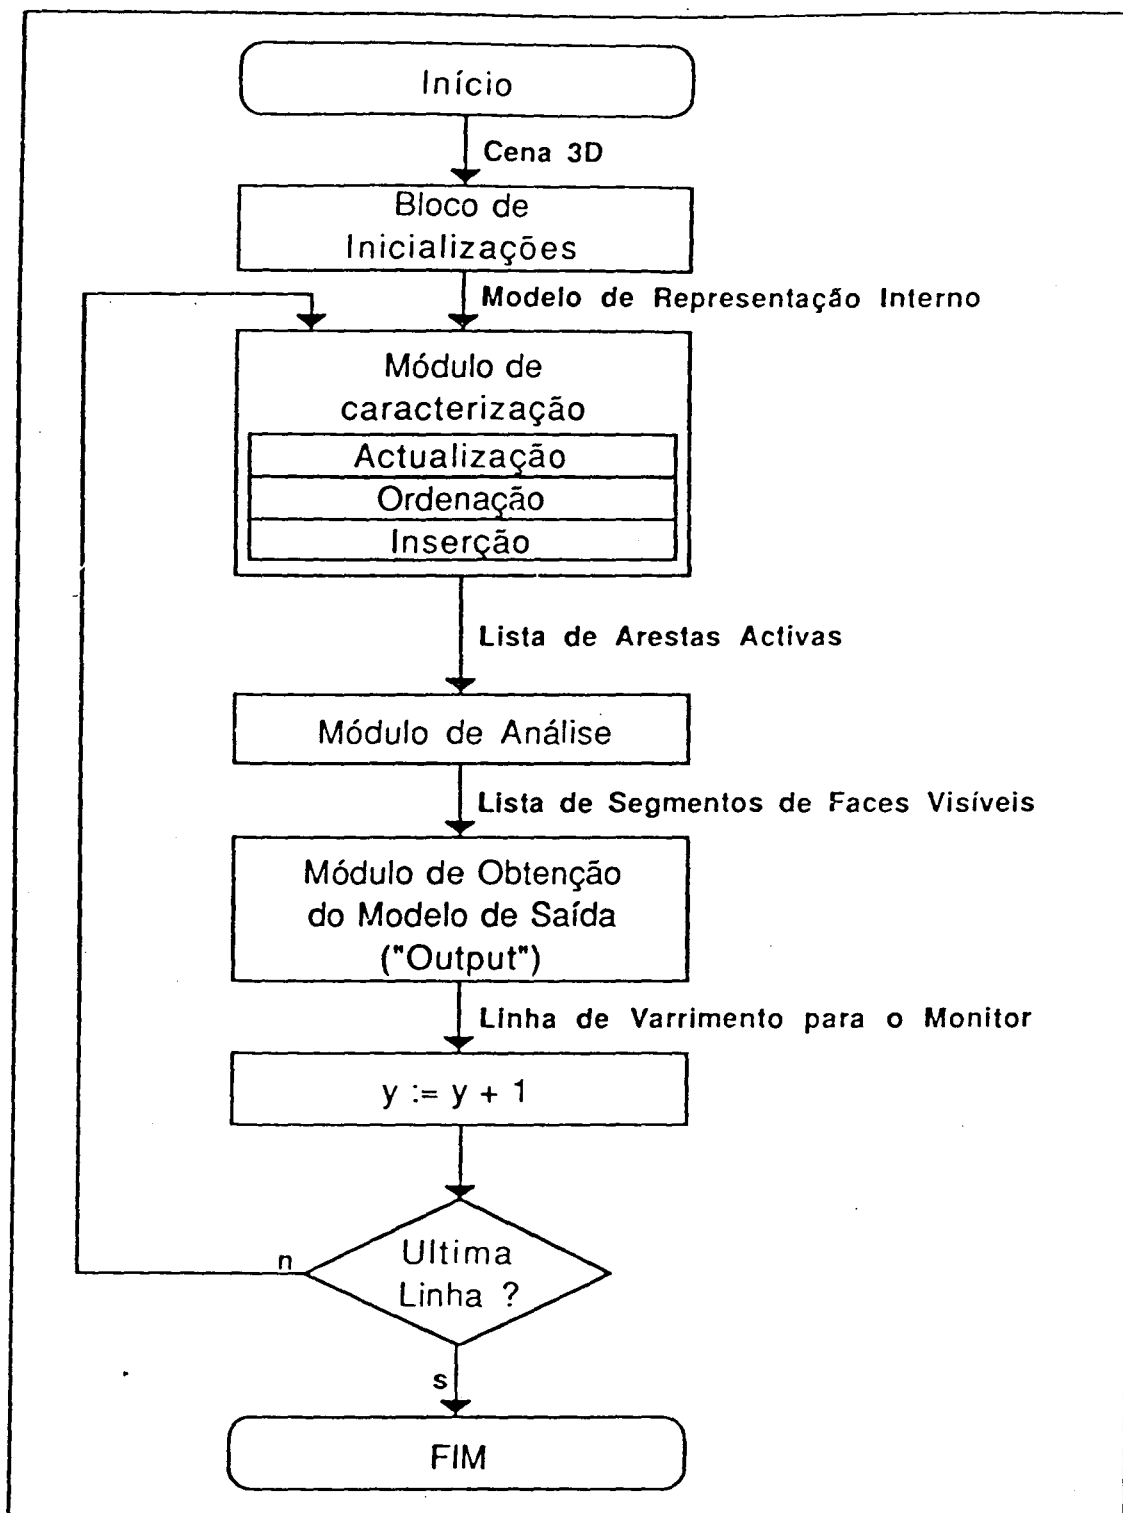 Início
Cena 3D
Bloco de
Inicializações
Modelo de Representação Interno
Módulo de
caracterização
Actualização
Ordenação
Inserção
Lista de Arestas Activas
Módulo de Análise
Lista de Segmentos de Faces Visíveis
Módulo de Obtenção
do Modelo de Saída
("Output")
Linha de Varrimento para o Monitor
y := y + 1
n
Ultima
Linha ?
s
FIM